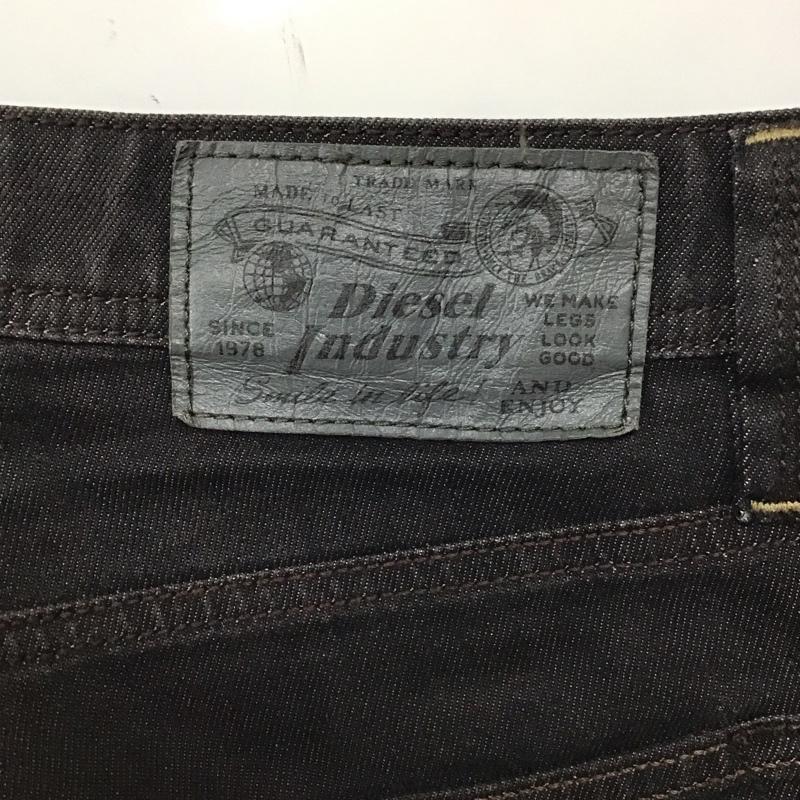 TRADE MARK
MADE TO LAST
GUARANTEED
Diesel
Industry
SINCE
1978
WE MAKE
LEGS
LOOK
GOOD
Smile in life!
AND
ENJOY